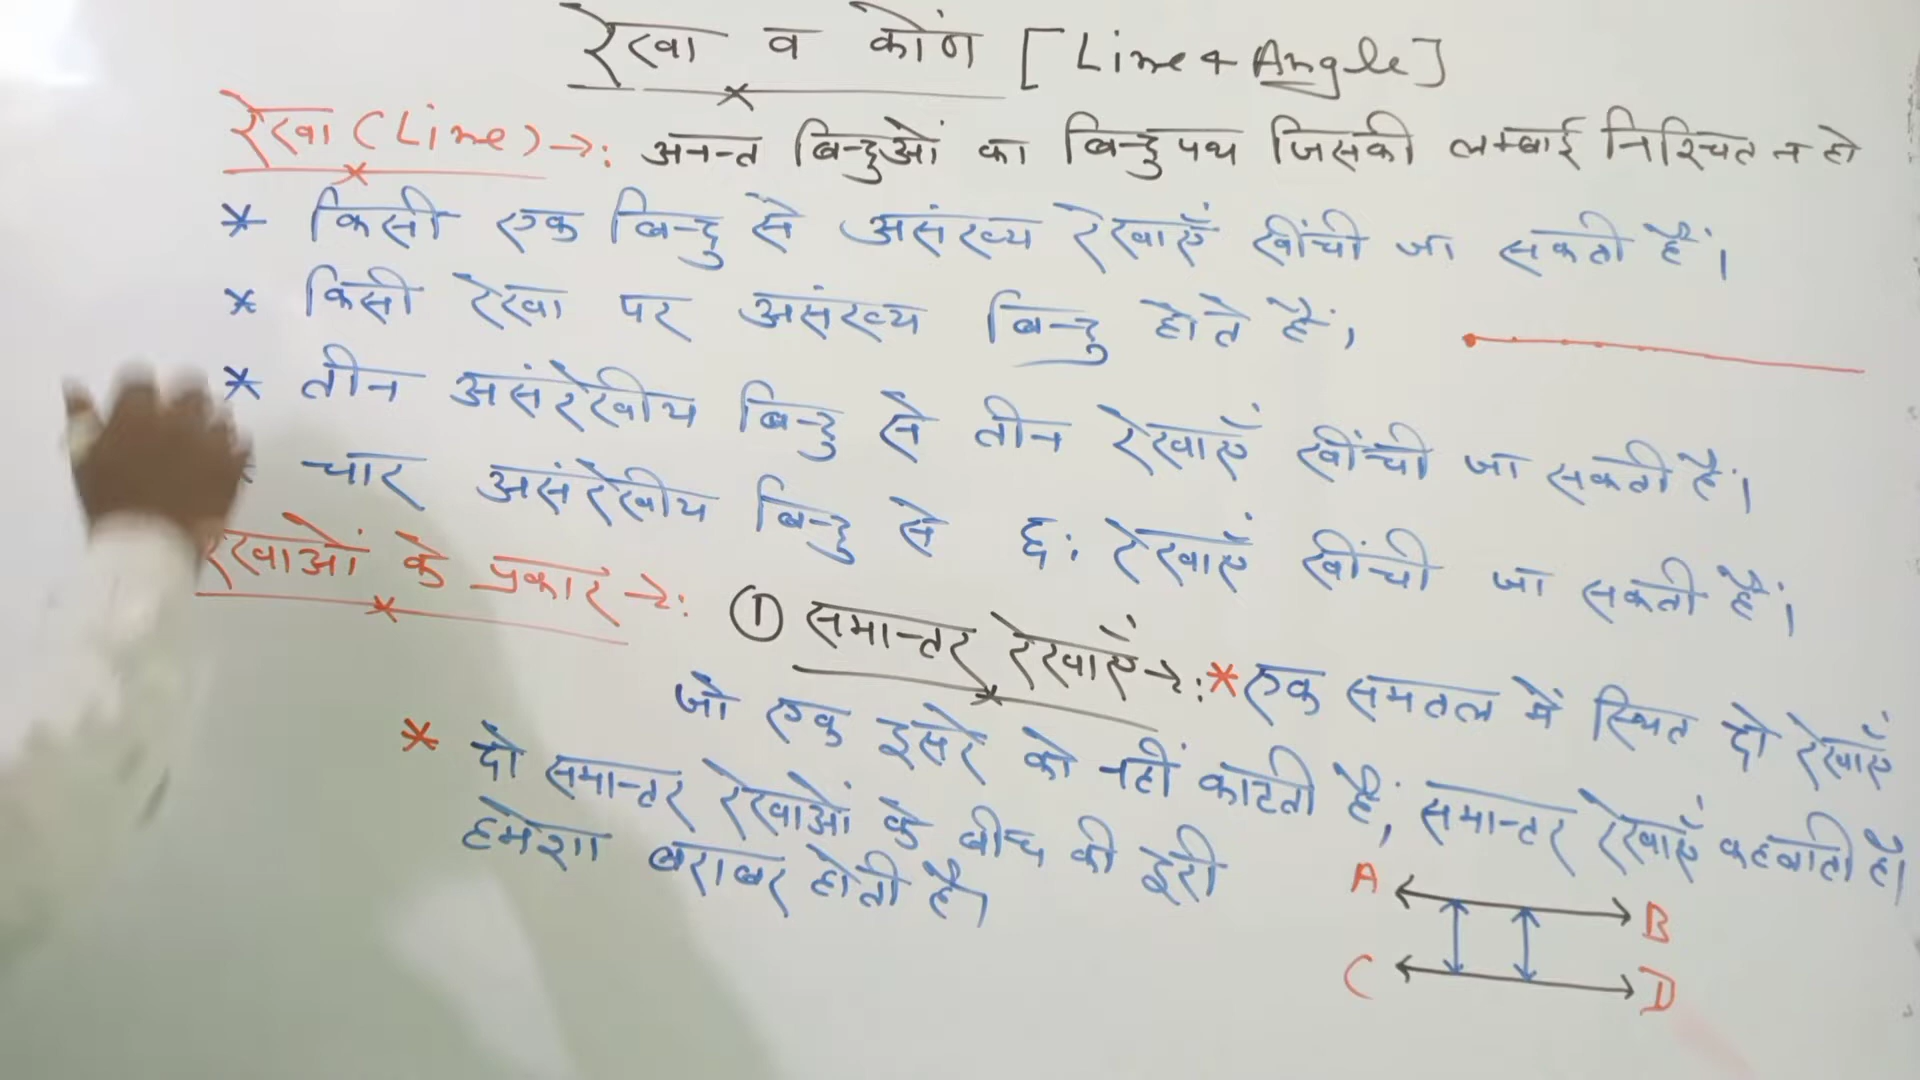 रेखा व कोण [Line & Angle]
रेखा (Line) →: अनन्त बिन्दुओं का बिन्दुपथ जिसकी लम्बाई निश्चित न हो
* किसी एक बिन्दु से असंख्य रेखाएँ खींची जा सकती हैं।
* किसी रेखा पर असंख्य बिन्दु होते हैं।
* तीन असंरेखीय बिन्दु से तीन रेखाएँ खींची जा सकती हैं।
चार असंरेखीय बिन्दु से छः रेखाएँ खींची जा सकती हैं।
रेखाओं के प्रकार →: ① समान्तर रेखाएँ →: * एक समतल में स्थित दो रेखाएँ
जो एक दूसरे को नहीं काटती हैं, समान्तर रेखाएँ कहलाती हैं।
* दो समान्तर रेखाओं के बीच की दूरी
हमेशा बराबर होती है।
A B
C D